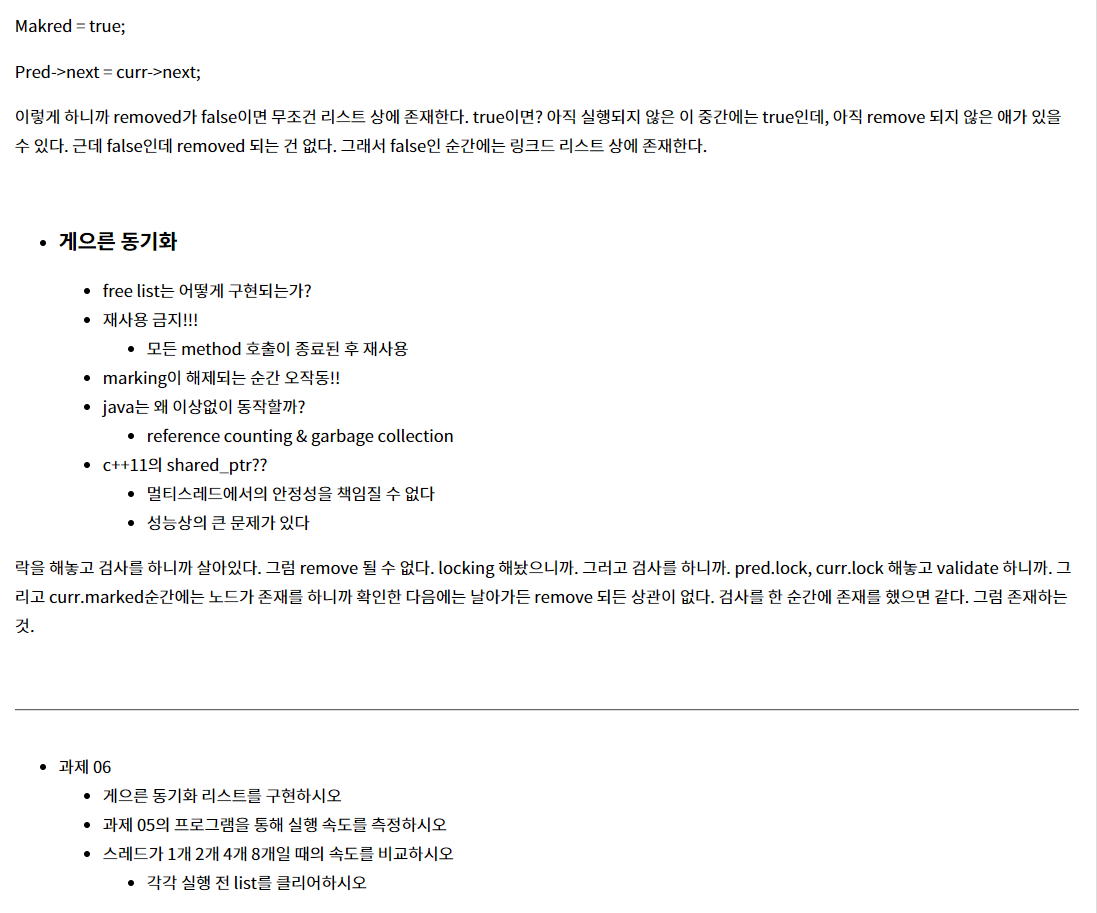 Makred = true;
Pred->next = curr->next;
이렇게 하니까 removed가 false이면 무조건 리스트 상에 존재한다. true이면? 아직 실행되지 않은 이 중간에는 true인데, 아직 remove 되지 않은 애가 있을
수 있다. 근데 false인데 removed 되는 건 없다. 그래서 false인 순간에는 링크드 리스트 상에 존재한다.
• 게으른 동기화
• free list는 어떻게 구현되는가?
• 재사용 금지!!!
• 모든 method 호출이 종료된 후 재사용
• marking이 해제되는 순간 오작동!!
• java는 왜 이상없이 동작할까?
• reference counting & garbage collection
• c++11의 shared_ptr??
• 멀티스레드에서의 안정성을 책임질 수 없다
• 성능상의 큰 문제가 있다
락을 해놓고 검사를 하니까 살아있다. 그럼 remove 될 수 없다. locking 해놨으니까. 그러고 검사를 하니까. pred.lock, curr.lock 해놓고 validate 하니까. 그
리고 curr.marked순간에는 노드가 존재를 하니까 확인한 다음에는 날아가든 remove 되든 상관이 없다. 검사를 한 순간에 존재를 했으면 같다. 그럼 존재하는
것.
• 과제 06
• 게으른 동기화 리스트를 구현하시오
• 과제 05의 프로그램을 통해 실행 속도를 측정하시오
• 스레드가 1개 2개 4개 8개일 때의 속도를 비교하시오
• 각각 실행 전 list를 클리어하시오